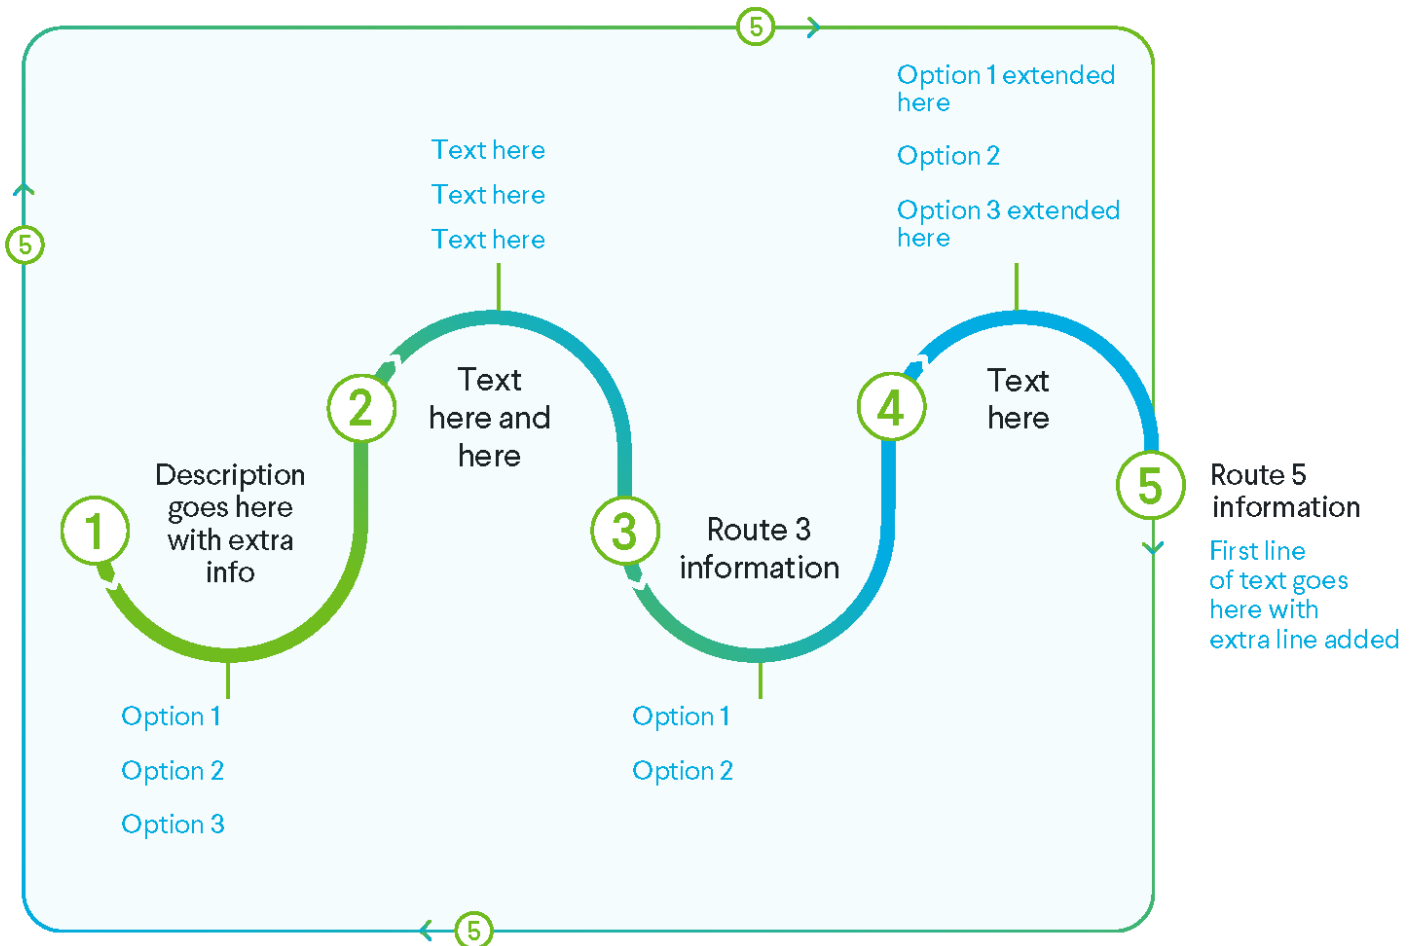 5
5
Option 1 extended
here
Option 2
Option 3 extended
here
Text here
Text here
Text here
1
Description
goes here
with extra
info
Option 1
Option 2
Option 3
2
Text
here and
here
3
Route 3
information
Option 1
Option 2
4
Text
here
5
Route 5
information
First line
of text goes
here with
extra line added
5